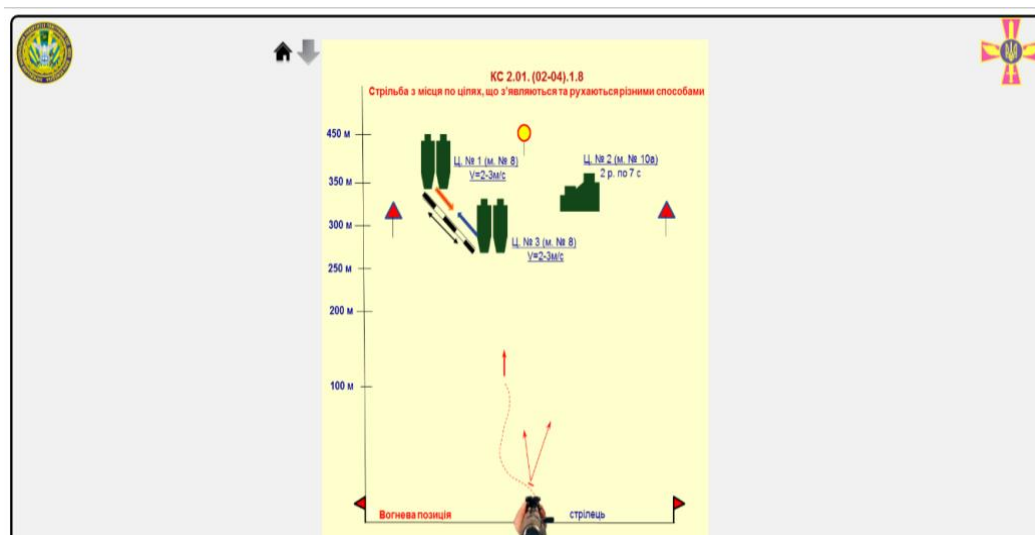 КС 2.01. (02-04).1.8
Стрільба з місця по цілях, що з'являються та рухаються різними способами
450 м
Ц. № 1 (м. № 8)
V=2-3м/с
Ц. № 2 (м. № 10в)
2 р. по 7 с
350 м
300 м
Ц. № 3 (м. № 8)
V=2-3м/с
250 м
200 м
100 м
Вогнева позиція
стрілець